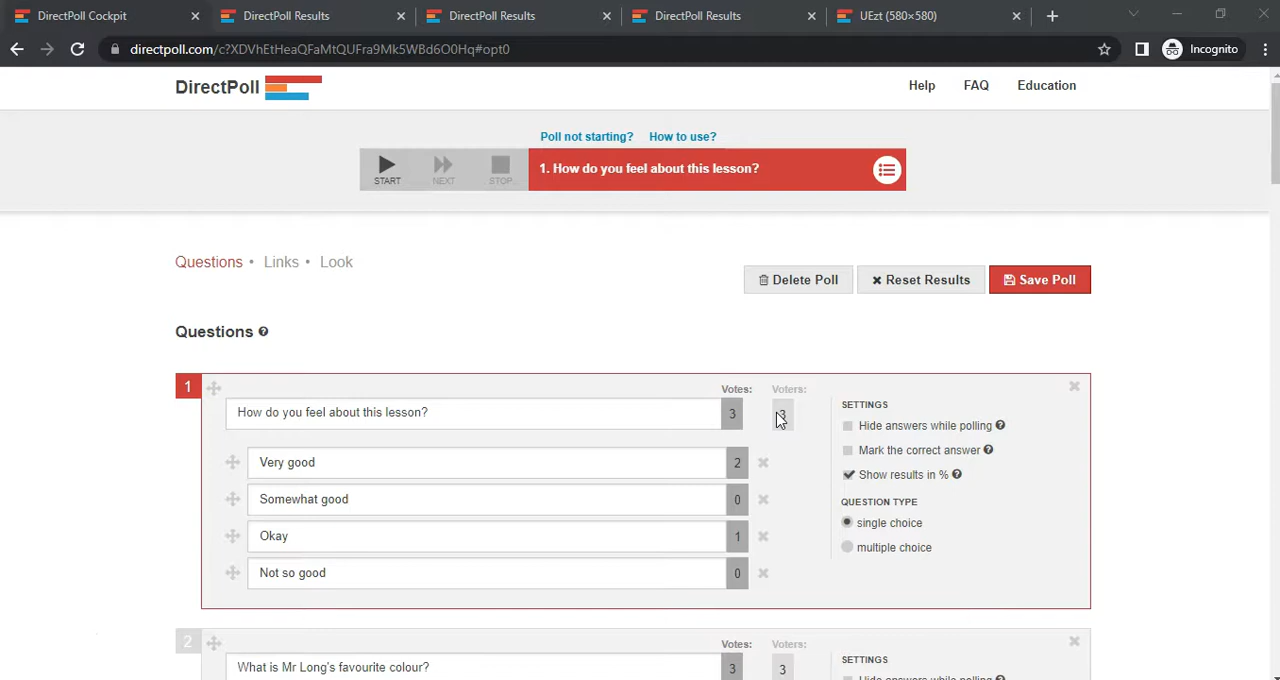 DirectPoll Cockpit
DirectPoll Results
DirectPoll Results
DirectPoll Results
UEzt (580×580)
directpoll.com/c?XDVhEtHeaQFaMtQUFra9Mk5WBd6O0Hq#opt0
Incognito
DirectPoll
Help FAQ Education
Poll not starting? How to use?
START NEXT STOP
1. How do you feel about this lesson?
Questions • Links • Look
Delete Poll Reset Results Save Poll
Questions
1
Votes: Voters:
How do you feel about this lesson? 3 3
Very good 2
Somewhat good 0
Okay 1
Not so good 0
SETTINGS
Hide answers while polling
Mark the correct answer
Show results in %
QUESTION TYPE
single choice
multiple choice
2
Votes: Voters:
What is Mr Long's favourite colour? 3 3
SETTINGS
Hide answers while polling